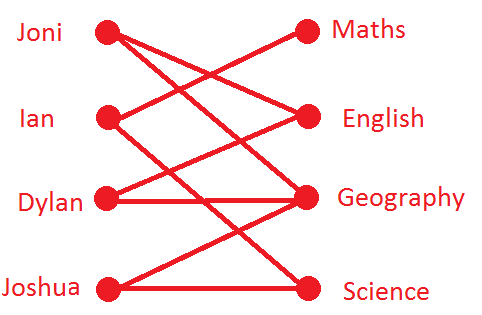 Joni
Maths
Ian
English
Dylan
Geography
Joshua
Science